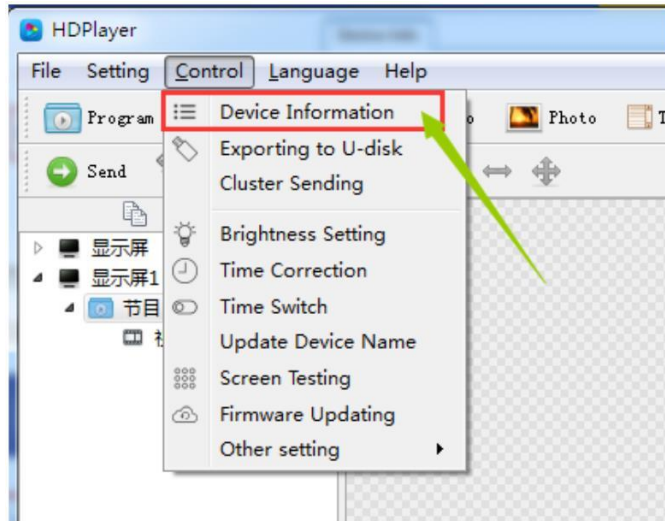 HDPlayer
File Setting Control Language Help
Program Photo
Send
Device Information
Exporting to U-disk
Cluster Sending
Brightness Setting
Time Correction
Time Switch
Update Device Name
Screen Testing
Firmware Updating
Other setting
显示屏
显示屏1
节目